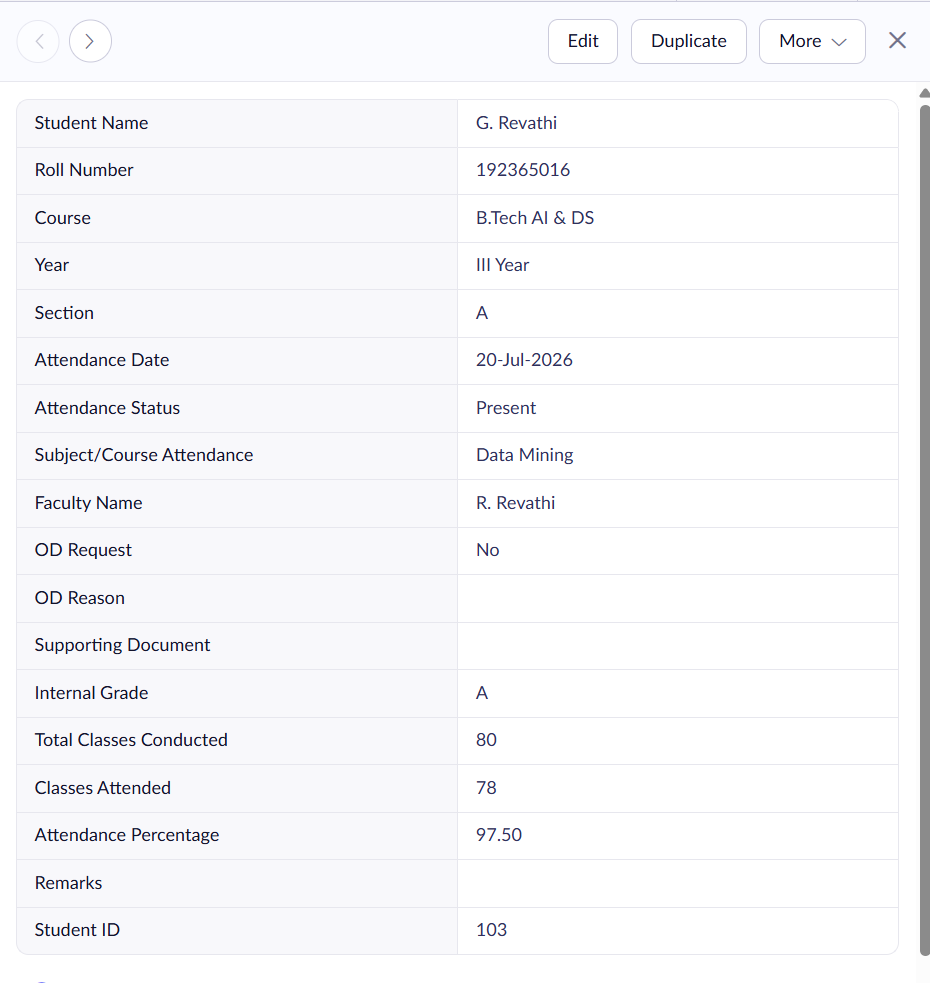 Edit Duplicate More
Student Name G. Revathi
Roll Number 192365016
Course B.Tech AI & DS
Year III Year
Section A
Attendance Date 20-Jul-2026
Attendance Status Present
Subject/Course Attendance Data Mining
Faculty Name R. Revathi
OD Request No
OD Reason
Supporting Document
Internal Grade A
Total Classes Conducted 80
Classes Attended 78
Attendance Percentage 97.50
Remarks
Student ID 103